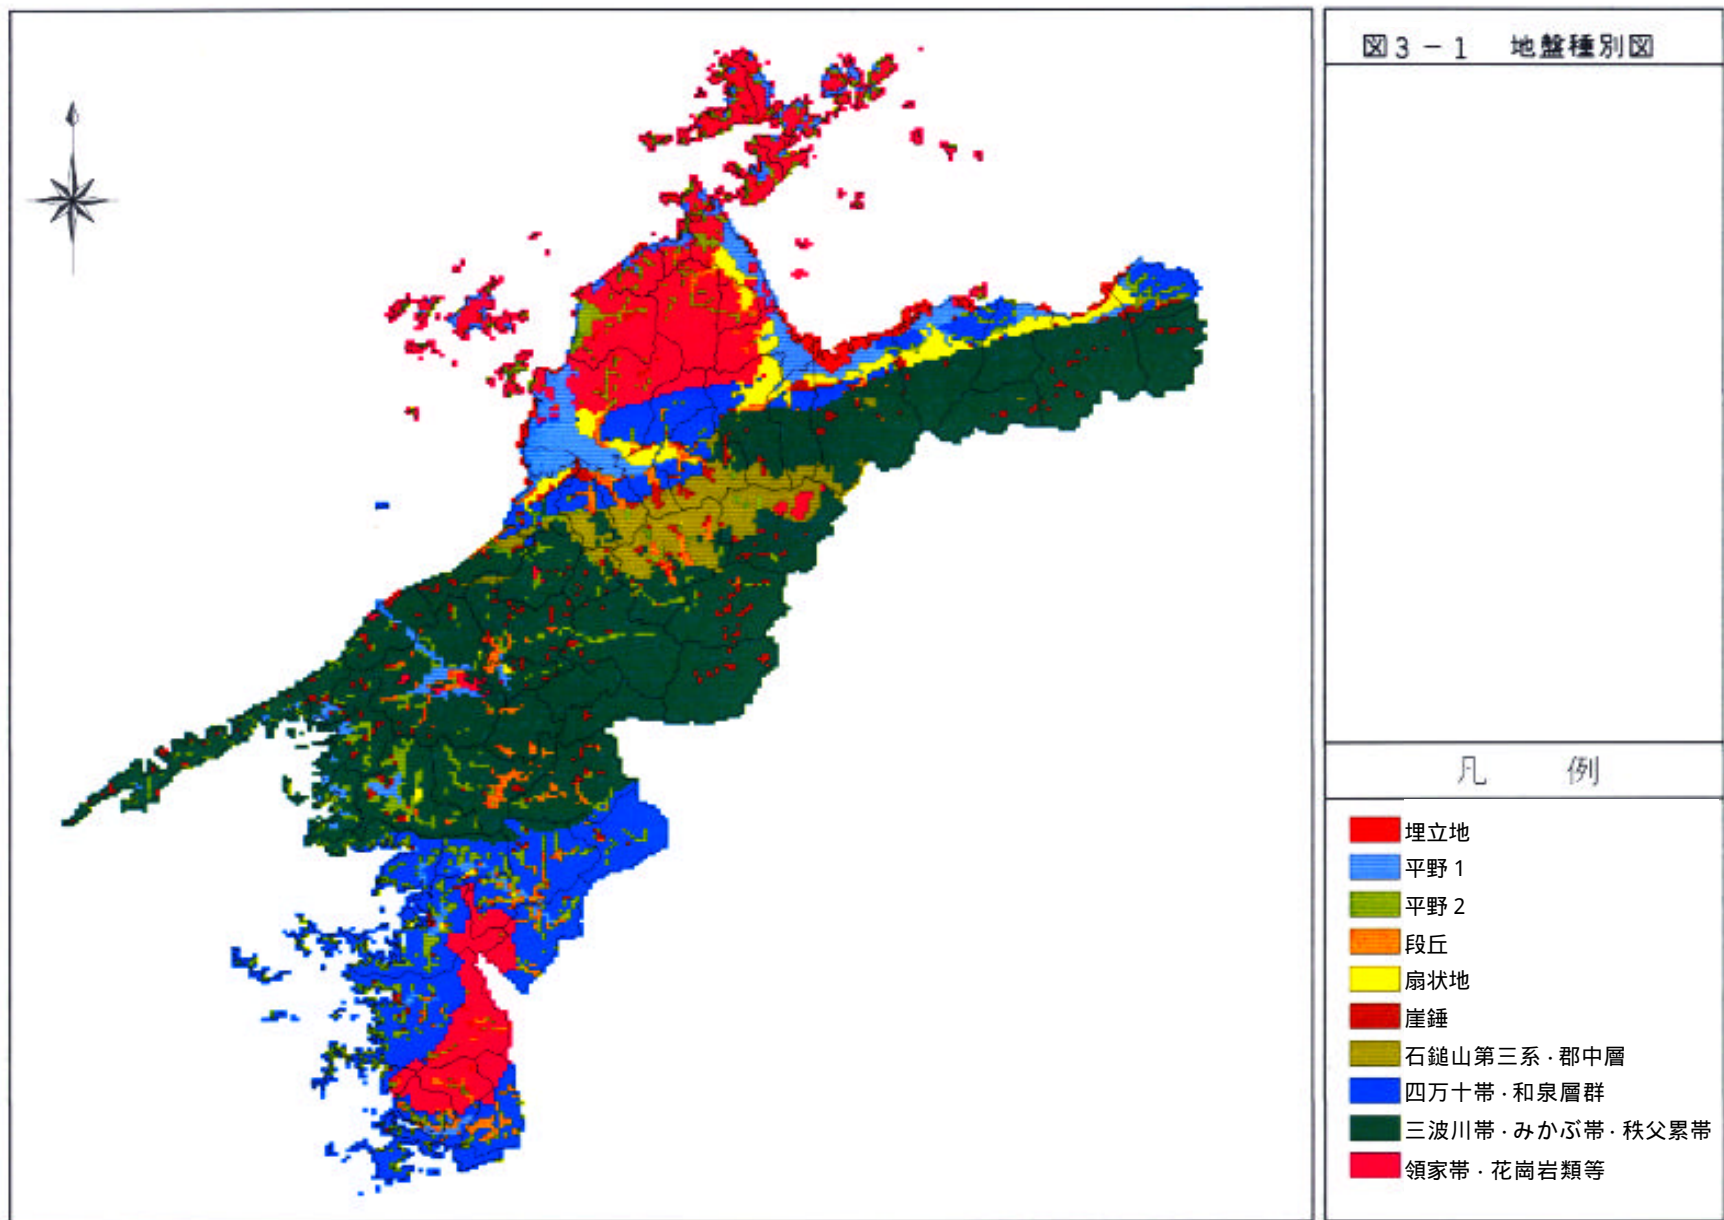 図3－1 地盤種別図
凡 例
埋立地
平野1
平野2
段丘
扇状地
崖錘
石鎚山第三系・郡中層
四万十帯・和泉層群
三波川帯・みかぶ帯・秩父累帯
領家帯・花崗岩類等